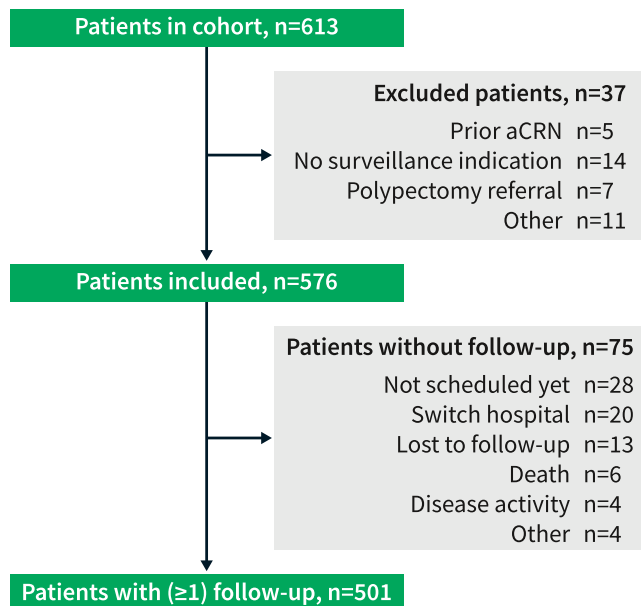 Patients in cohort, n=613
Excluded patients, n=37
Prior aCRN n=5
No surveillance indication n=14
Polypectomy referral n=7
Other n=11
Patients included, n=576
Patients without follow-up, n=75
Not scheduled yet n=28
Switch hospital n=20
Lost to follow-up n=13
Death n=6
Disease activity n=4
Other n=4
Patients with (≥1) follow-up, n=501